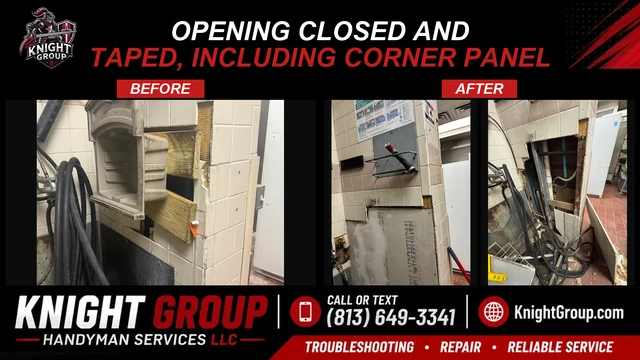 KNIGHT
GROUP
OPENING CLOSED AND
TAPED, INCLUDING CORNER PANEL
BEFORE
AFTER
KNIGHT GROUP
HANDYMAN SERVICES LLC
CALL OR TEXT
(813) 649-3341
KnightGroup.com
TROUBLESHOOTING • REPAIR • RELIABLE SERVICE